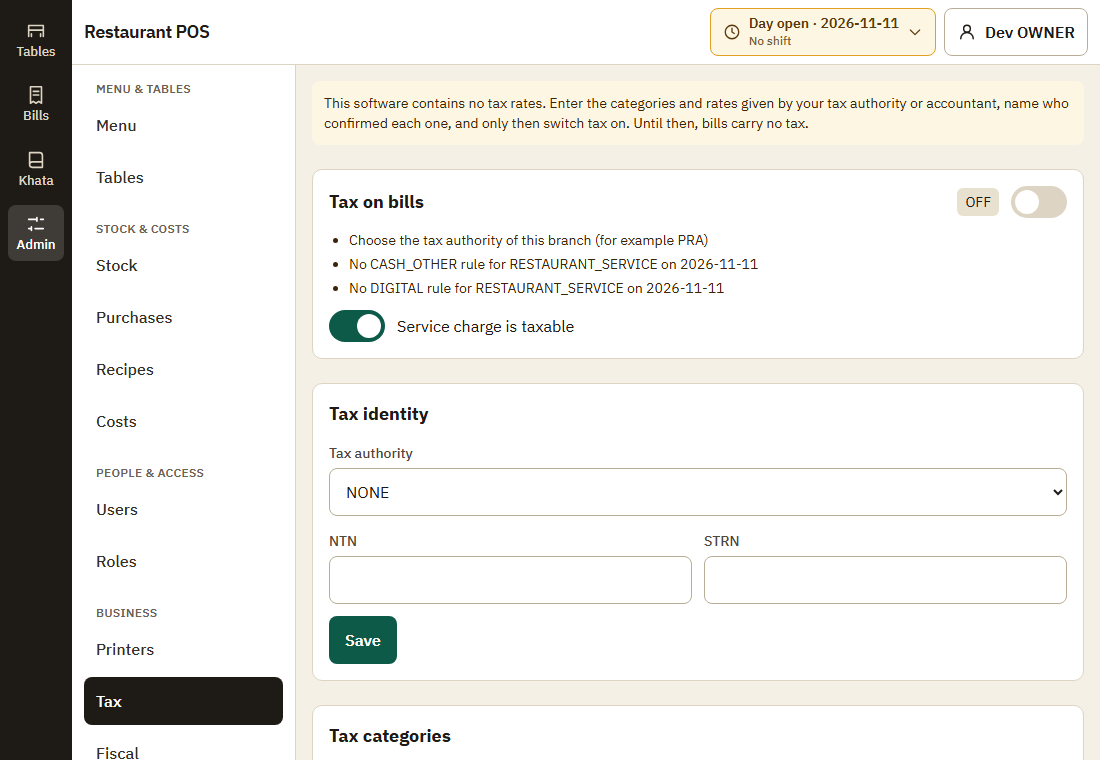 Restaurant POS
Day open · 2026-11-11
No shift
Dev OWNER
Tables
Bills
Khata
Admin
MENU & TABLES
Menu
Tables
STOCK & COSTS
Stock
Purchases
Recipes
Costs
PEOPLE & ACCESS
Users
Roles
BUSINESS
Printers
Tax
Fiscal
This software contains no tax rates. Enter the categories and rates given by your tax authority or accountant, name who
confirmed each one, and only then switch tax on. Until then, bills carry no tax.
Tax on bills
OFF
Choose the tax authority of this branch (for example PRA)
No CASH_OTHER rule for RESTAURANT_SERVICE on 2026-11-11
No DIGITAL rule for RESTAURANT_SERVICE on 2026-11-11
Service charge is taxable
Tax identity
Tax authority
NONE
NTN
STRN
Save
Tax categories